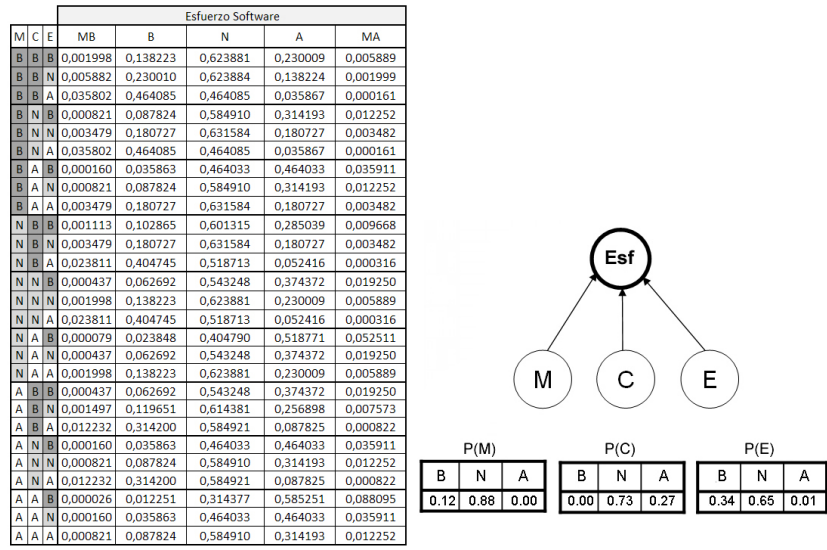 Esfuerzo Software
M C E MB B N A MA
B B B 0,001998 0,138223 0,623881 0,230009 0,005889
B B N 0,005882 0,230010 0,623884 0,138224 0,001999
B B A 0,035802 0,464085 0,464085 0,035867 0,000161
B N B 0,000821 0,087824 0,584910 0,314193 0,012252
B N N 0,003479 0,180727 0,631584 0,180727 0,003482
B N A 0,035802 0,464085 0,464085 0,035867 0,000161
B A B 0,000160 0,035863 0,464033 0,464033 0,035911
B A N 0,000821 0,087824 0,584910 0,314193 0,012252
B A A 0,003479 0,180727 0,631584 0,180727 0,003482
N B B 0,001113 0,102865 0,601315 0,285039 0,009668
N B N 0,003479 0,180727 0,631584 0,180727 0,003482
N B A 0,023811 0,404745 0,518713 0,052416 0,000316
N N B 0,000437 0,062692 0,543248 0,374372 0,019250
N N N 0,001998 0,138223 0,623881 0,230009 0,005889
N N A 0,023811 0,404745 0,518713 0,052416 0,000316
N A B 0,000079 0,023848 0,404790 0,518771 0,052511
N A N 0,000437 0,062692 0,543248 0,374372 0,019250
N A A 0,001998 0,138223 0,623881 0,230009 0,005889
A B B 0,000437 0,062692 0,543248 0,374372 0,019250
A B N 0,001497 0,119651 0,614381 0,256898 0,007573
A B A 0,012232 0,314200 0,584921 0,087825 0,000822
A N B 0,000160 0,035863 0,464033 0,464033 0,035911
A N N 0,000821 0,087824 0,584910 0,314193 0,012252
A N A 0,012232 0,314200 0,584921 0,087825 0,000822
A A B 0,000026 0,012251 0,314377 0,585251 0,088095
A A N 0,000160 0,035863 0,464033 0,464033 0,035911
A A A 0,000821 0,087824 0,584910 0,314193 0,012252
Esf
M C E
P(M) P(C) P(E)
B N A B N A B N A
0.12 0.88 0.00 0.00 0.73 0.27 0.34 0.65 0.01